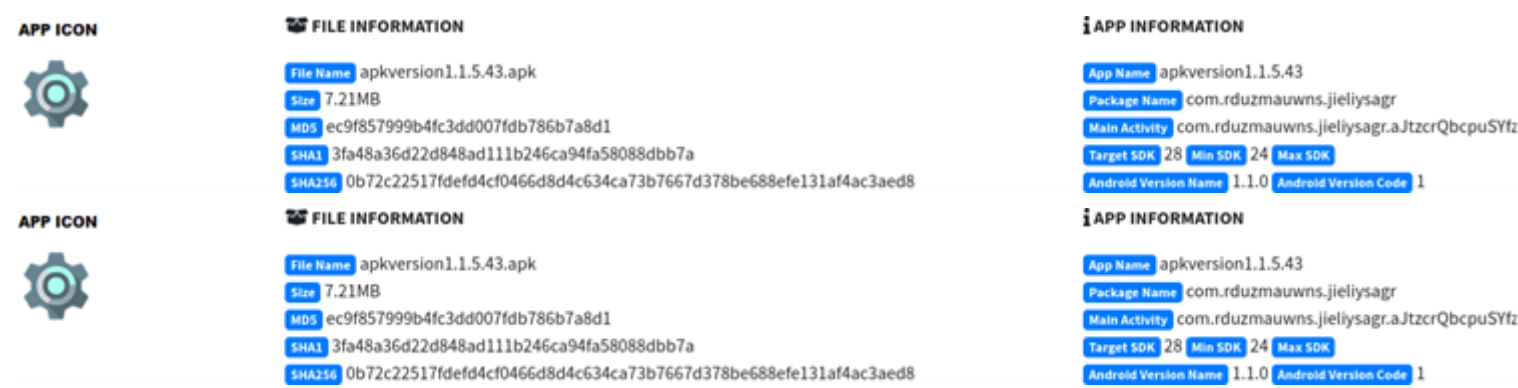 APP ICON
FILE INFORMATION
File Name apkversion1.1.5.43.apk
Size 7.21MB
MD5 ec9f857999b4fc3dd007fdb786b7a8d1
SHA1 3fa48a36d22d848ad111b246ca94fa58088dbb7a
SHA256 0b72c22517fdefd4cf0466d8d4c634ca73b7667d378be688efe131af4ac3aed8
APP INFORMATION
App Name apkversion1.1.5.43
Package Name com.rduzmauwns.jieliysagr
Main Activity com.rduzmauwns.jieliysagr.aJtzcrQbcpuSYfz
Target SDK 28 Min SDK 24 Max SDK
Android Version Name 1.1.0 Android Version Code 1
APP ICON
FILE INFORMATION
File Name apkversion1.1.5.43.apk
Size 7.21MB
MD5 ec9f857999b4fc3dd007fdb786b7a8d1
SHA1 3fa48a36d22d848ad111b246ca94fa58088dbb7a
SHA256 0b72c22517fdefd4cf0466d8d4c634ca73b7667d378be688efe131af4ac3aed8
APP INFORMATION
App Name apkversion1.1.5.43
Package Name com.rduzmauwns.jieliysagr
Main Activity com.rduzmauwns.jieliysagr.aJtzcrQbcpuSYfz
Target SDK 28 Min SDK 24 Max SDK
Android Version Name 1.1.0 Android Version Code 1